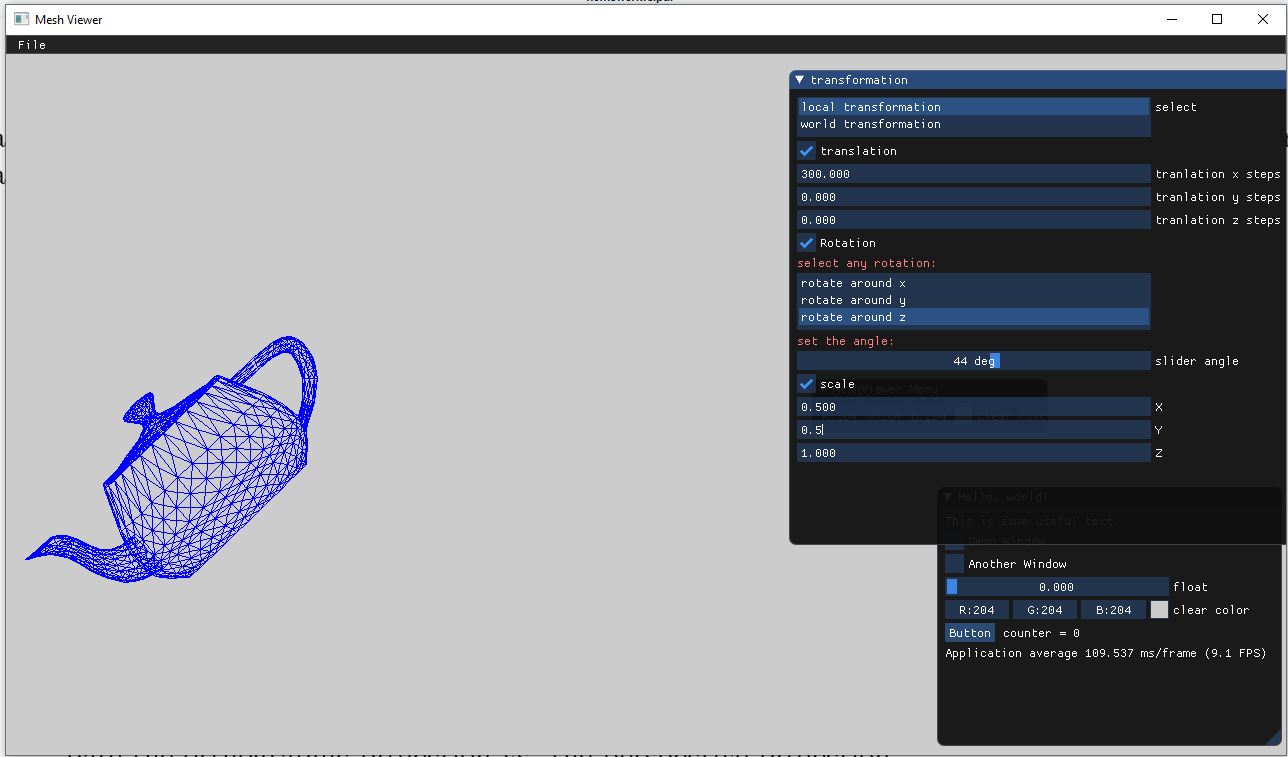 Mesh Viewer
File
transformation
local transformation select
world transformation
translation
300.000 tranlation x steps
0.000 tranlation y steps
0.000 tranlation z steps
Rotation
select any rotation:
rotate around x
rotate around y
rotate around z
set the angle:
44 deg slider angle
scale
Viewer Menu
0.500 X
0.5 Y
1.000 Z
Hello, world!
This is some useful text.
Demo Window
Another Window
0.000 float
R:204 G:204 B:204 clear color
Button counter = 0
Application average 109.537 ms/frame (9.1 FPS)